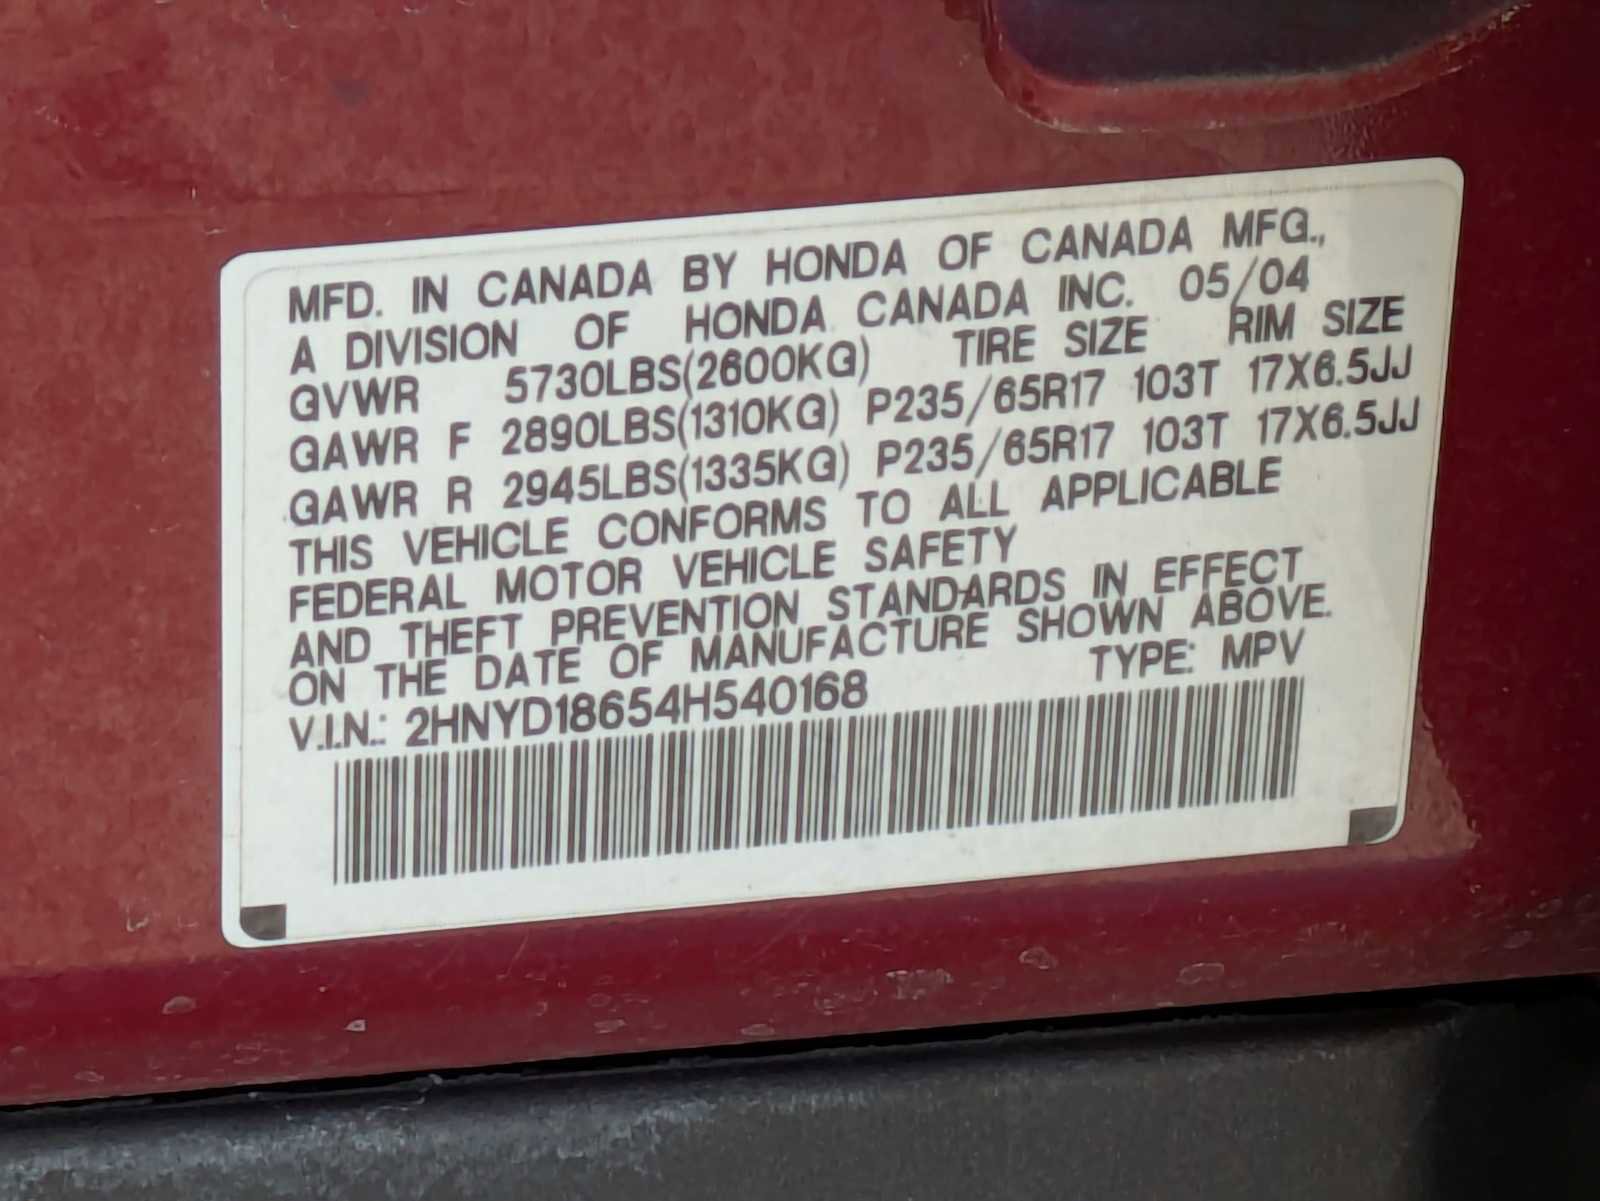 MFD. IN CANADA BY HONDA OF CANADA MFG.,
A DIVISION OF HONDA CANADA INC. 05/04
GVWR 5730LBS(2600KG) TIRE SIZE RIM SIZE
GAWR F 2890LBS(1310KG) P235/65R17 103T 17X6.5JJ
GAWR R 2945LBS(1335KG) P235/65R17 103T 17X6.5JJ
THIS VEHICLE CONFORMS TO ALL APPLICABLE
FEDERAL MOTOR VEHICLE SAFETY
AND THEFT PREVENTION STANDARDS IN EFFECT
ON THE DATE OF MANUFACTURE SHOWN ABOVE.
V.I.N.: 2HNYD18654H540168 TYPE: MPV